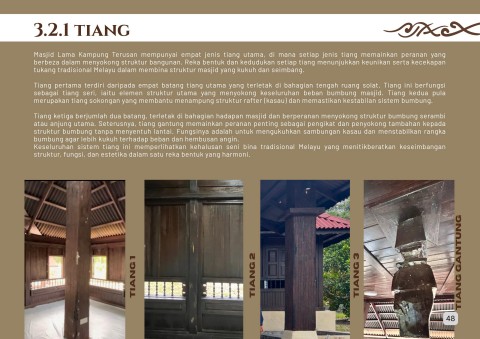 3.2.1 TIANG
Masjid Lama Kampung Terusan mempunyai empat jenis tiang utama, di mana setiap jenis tiang memainkan peranan yang
berbeza dalam menyokong struktur bangunan. Reka bentuk dan kedudukan setiap tiang menunjukkan keunikan serta kecekapan
tukang tradisional Melayu dalam membina struktur masjid yang kukuh dan seimbang.
Tiang pertama terdiri daripada empat batang tiang utama yang terletak di bahagian tengah ruang solat. Tiang ini berfungsi
sebagai tiang seri, iaitu elemen struktur utama yang menyokong keseluruhan beban bumbung masjid. Tiang kedua pula
merupakan tiang sokongan yang membantu menampung struktur rafter (kasau) dan memastikan kestabilan sistem bumbung.
Tiang ketiga berjumlah dua batang, terletak di bahagian hadapan masjid dan berperanan menyokong struktur bumbung serambi
atau anjung utama. Seterusnya, tiang gantung memainkan peranan penting sebagai pengikat dan penyokong tambahan kepada
struktur bumbung tanpa menyentuh lantai. Fungsinya adalah untuk mengukuhkan sambungan kasau dan menstabilkan rangka
bumbung agar lebih kukuh terhadap beban dan hembusan angin.
Keseluruhan sistem tiang ini memperlihatkan kehalusan seni bina tradisional Melayu yang menitikberatkan keseimbangan
struktur, fungsi, dan estetika dalam satu reka bentuk yang harmoni.
TIANG 1
TIANG 2
TIANG 3
TIANG GANTUNG
48